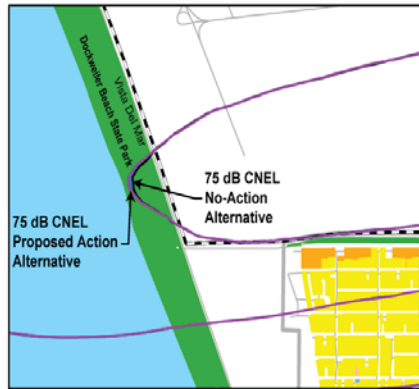 Vista Del Mar
Dockweiler Beach State Park
75 dB CNEL
No-Action
Alternative
75 dB CNEL
Proposed Action
Alternative